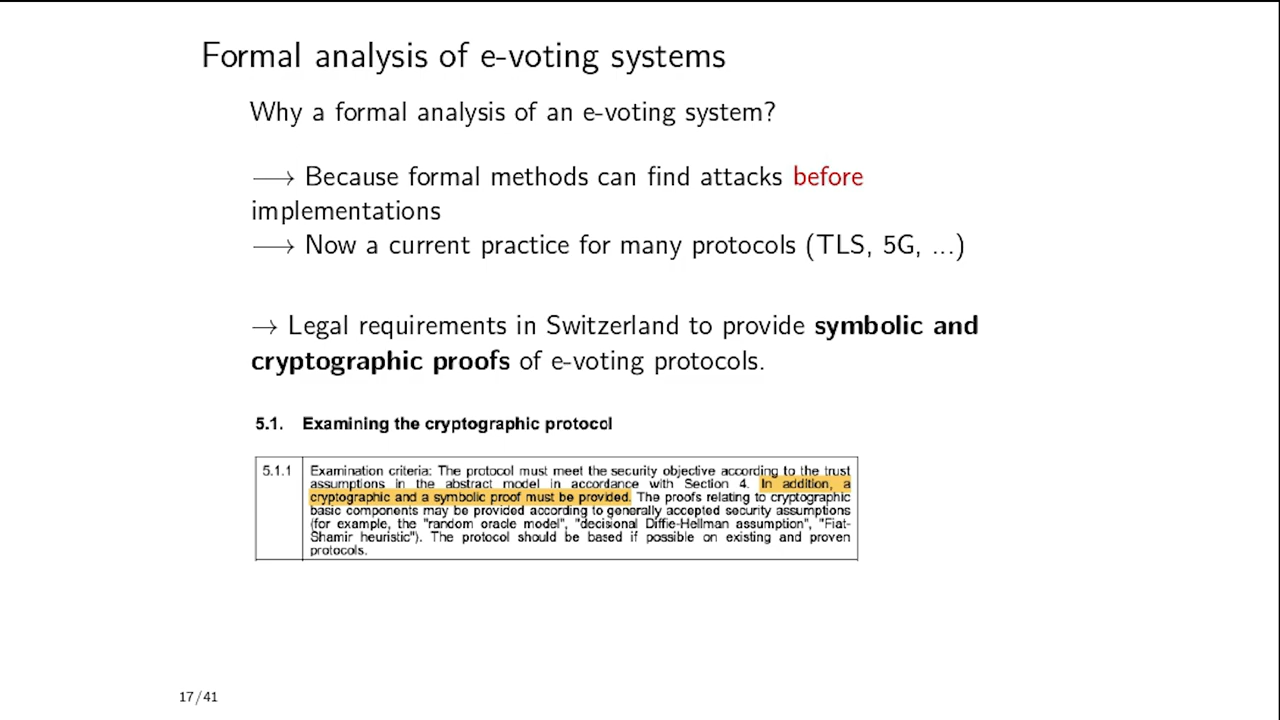 Formal analysis of e-voting systems
Why a formal analysis of an e-voting system?
⟶ Because formal methods can find attacks before
implementations
⟶ Now a current practice for many protocols (TLS, 5G, ...)
→ Legal requirements in Switzerland to provide symbolic and
cryptographic proofs of e-voting protocols.
5.1. Examining the cryptographic protocol
5.1.1 Examination criteria: The protocol must meet the security objective according to the trust
assumptions in the abstract model in accordance with Section 4. In addition, a
cryptographic and a symbolic proof must be provided. The proofs relating to cryptographic
basic components may be provided according to generally accepted security assumptions
(for example, the "random oracle model", "decisional Diffie-Hellman assumption", "Fiat-
Shamir heuristic"). The protocol should be based if possible on existing and proven
protocols.
17/41